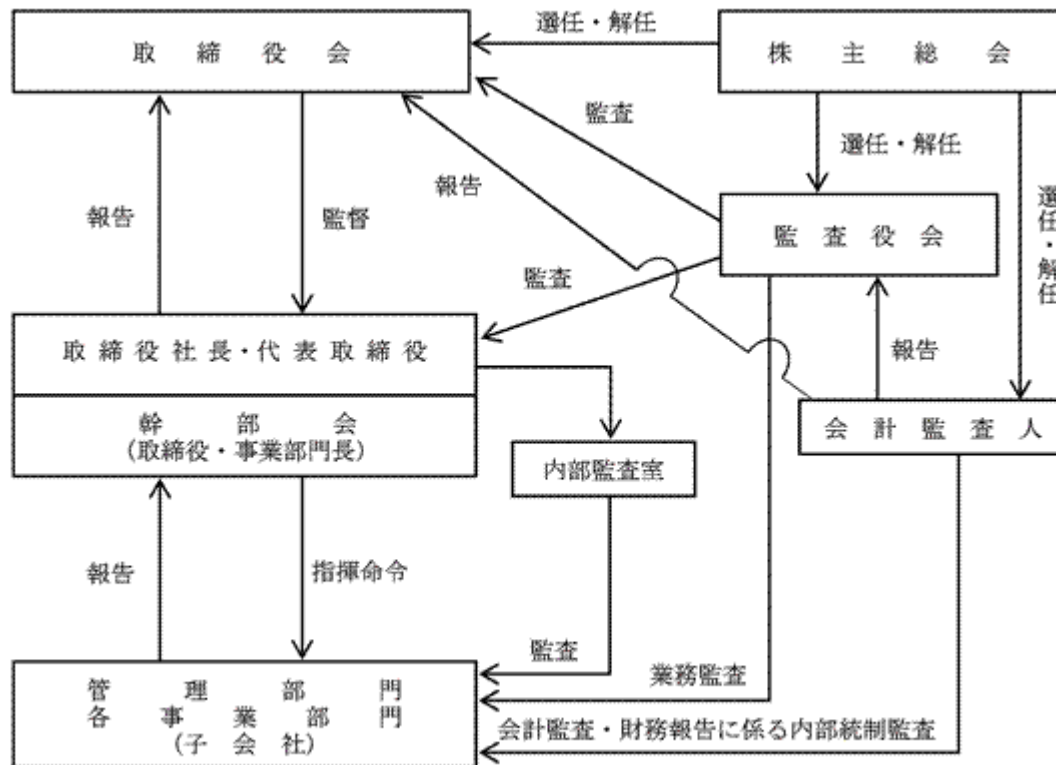 取締役会
選任・解任
株主総会
監査
選任・解任
報告
報告
監督
選任・解任
監査役会
監査
取締役社長・代表取締役
報告
幹部会
(取締役・事業部門長)
会計監査人
内部監査室
報告
指揮命令
監査
業務監査
管理部門
各事業部門
(子会社)
会計監査・財務報告に係る内部統制監査